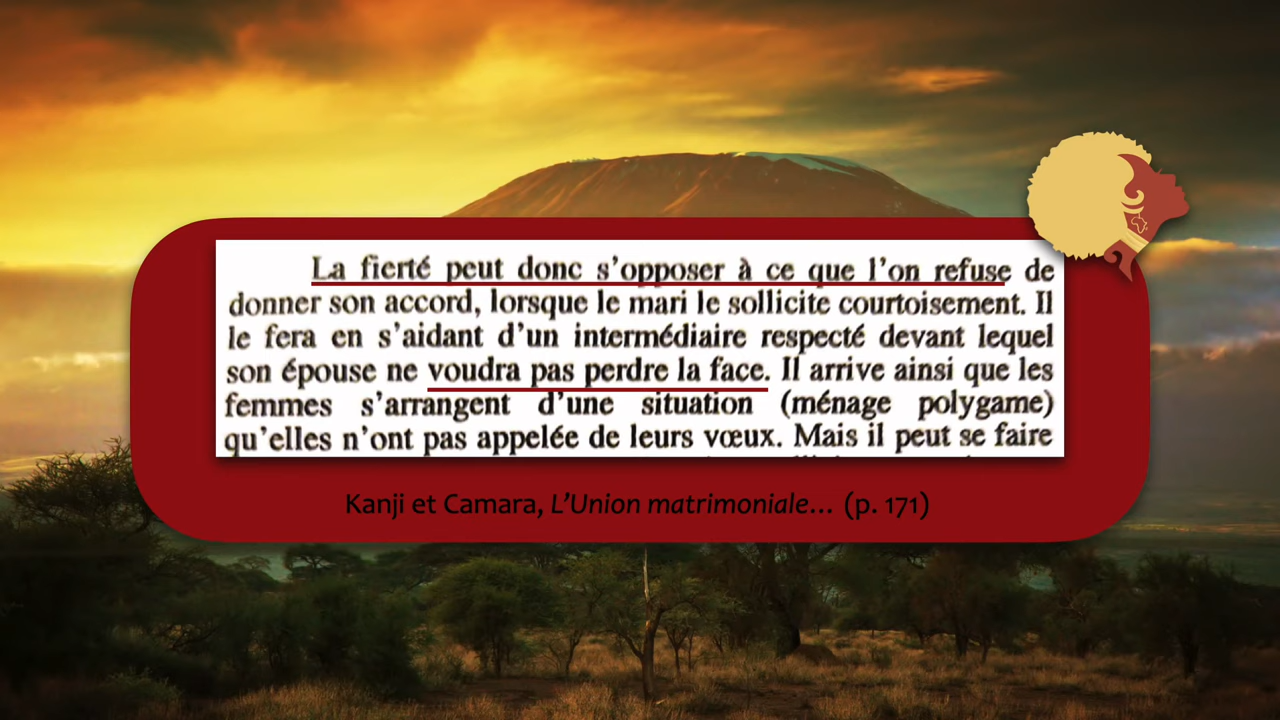 La fierté peut donc s'opposer à ce que l'on refuse de
donner son accord, lorsque le mari le sollicite courtoisement. Il
le fera en s'aidant d'un intermédiaire respecté devant lequel
son épouse ne voudra pas perdre la face. Il arrive ainsi que les
femmes s'arrangent d'une situation (ménage polygame)
qu'elles n'ont pas appelée de leurs vœux. Mais il peut se faire
Kanji et Camara, L'Union matrimoniale... (p. 171)